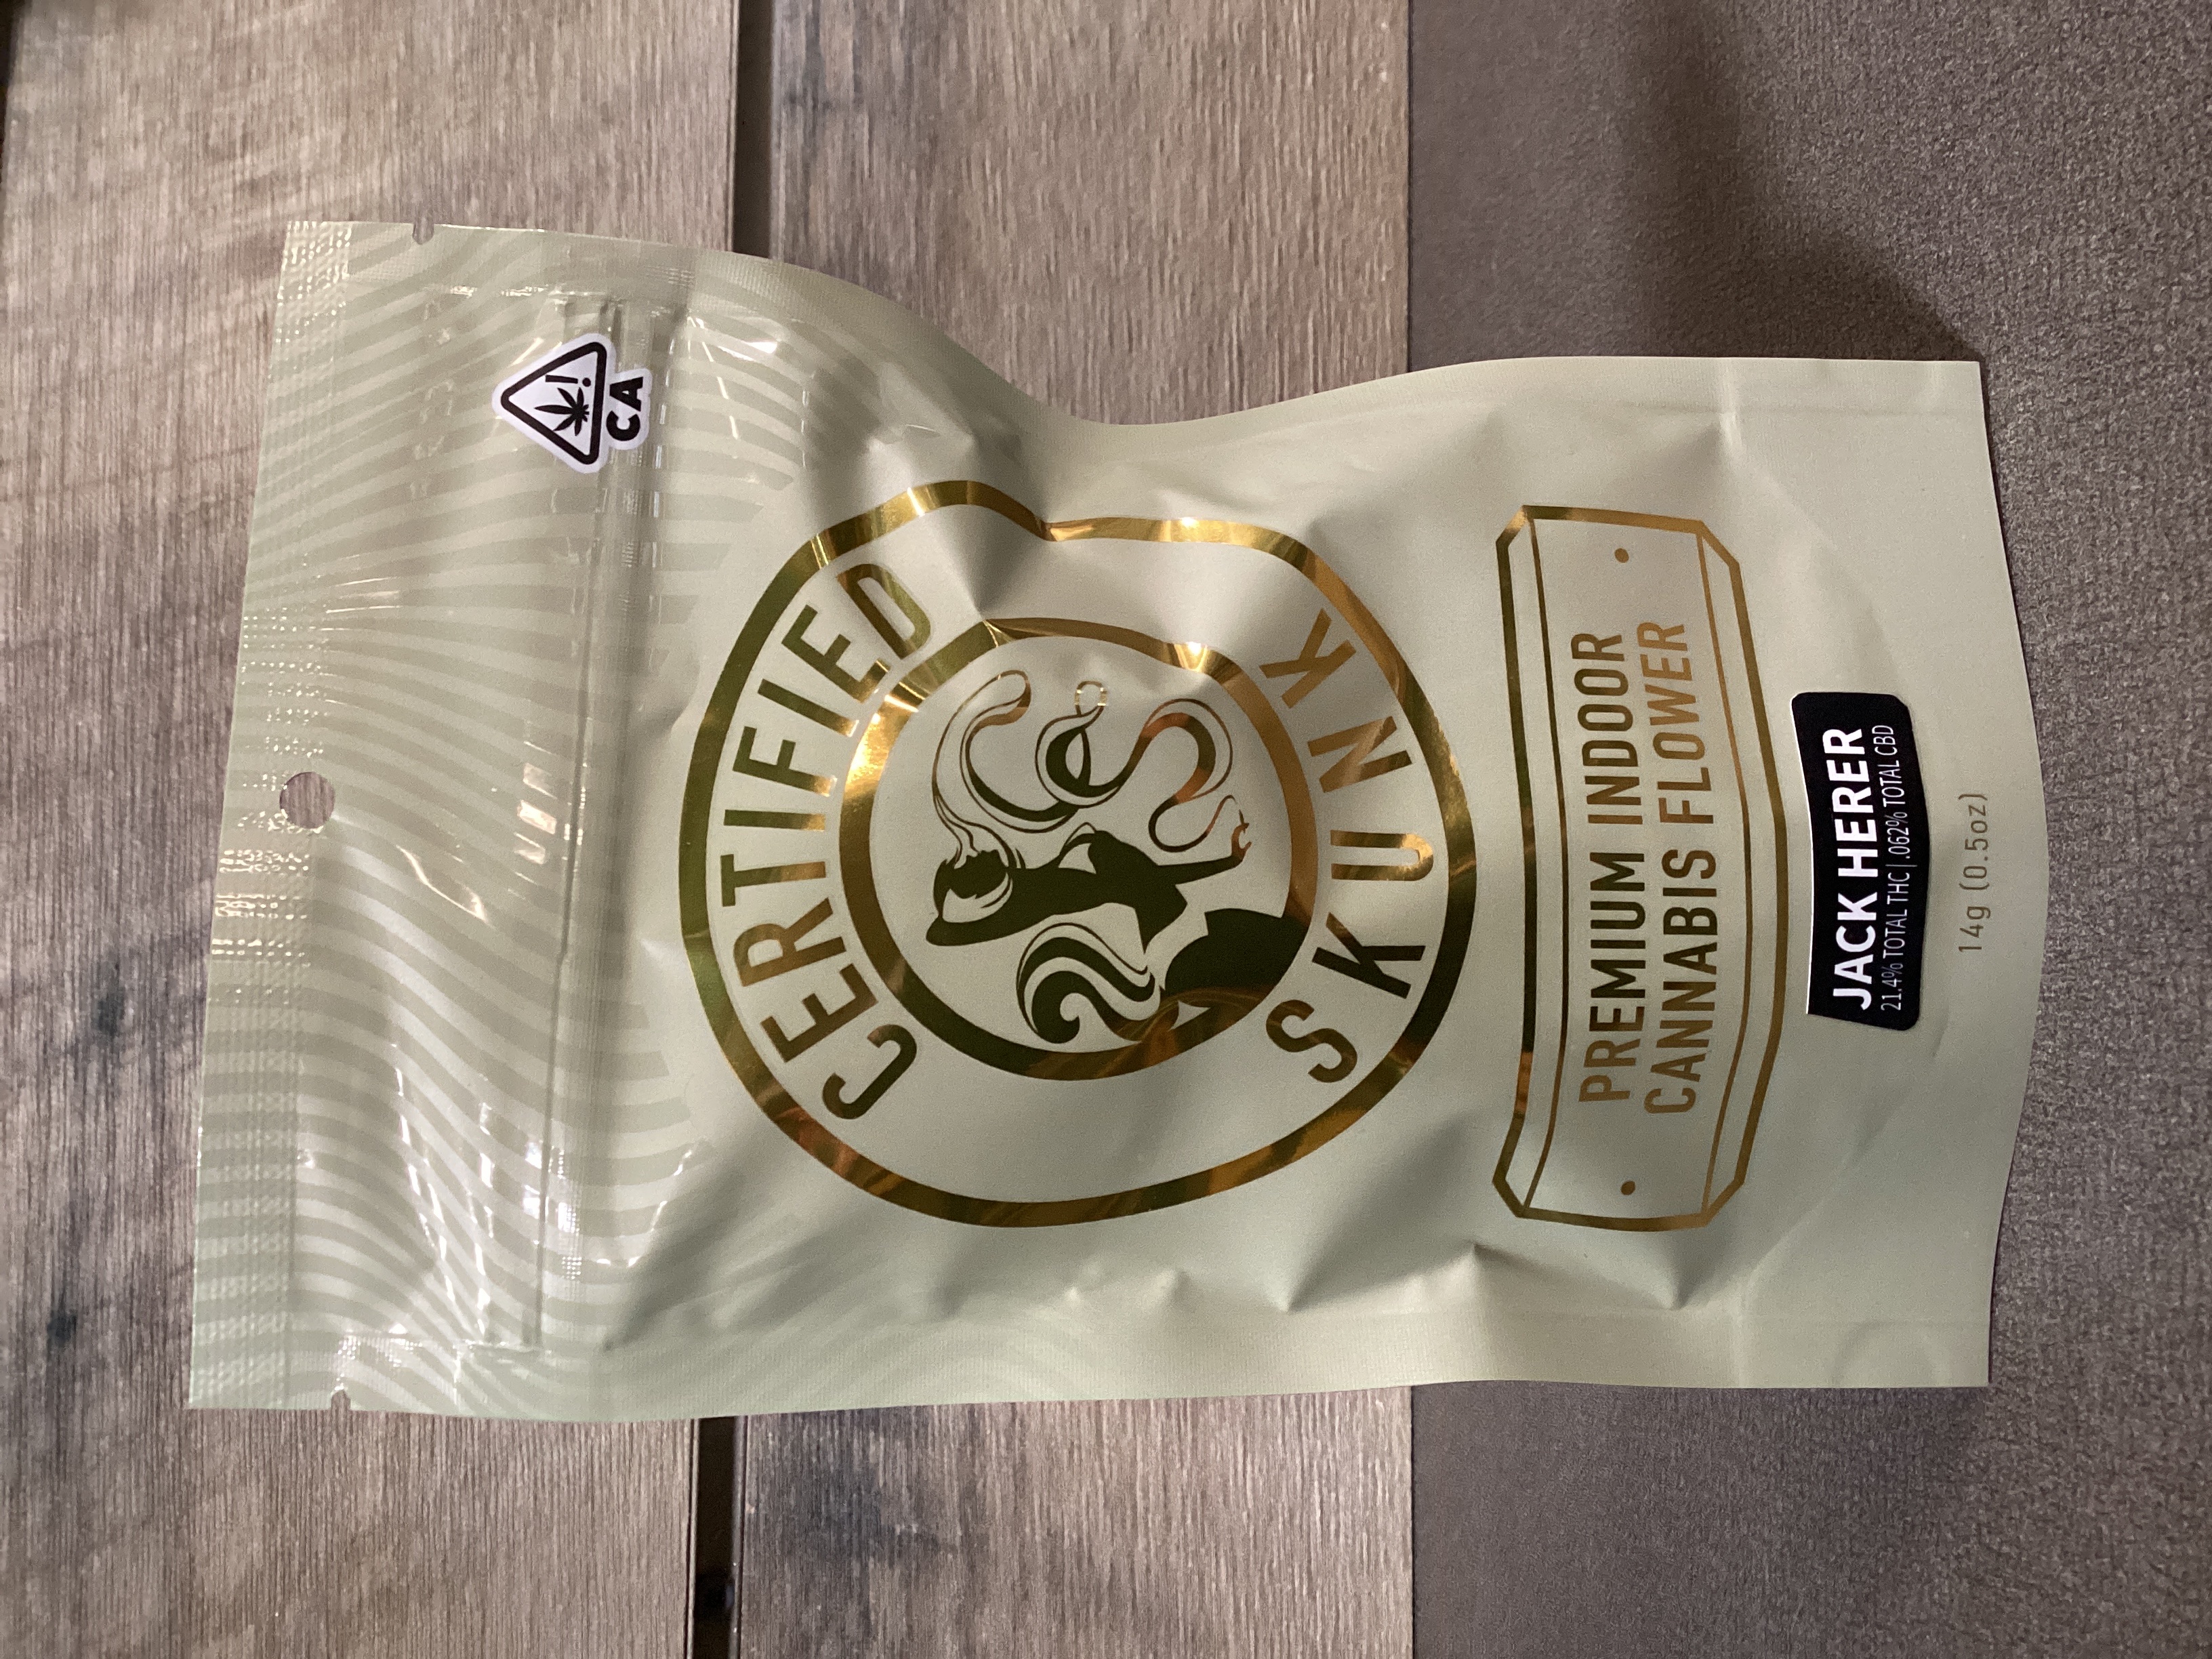 CA
CERTIFIED
CeS
SKUNK
PREMIUM INDOOR
CANNABIS FLOWER
JACK HERER
21.4% TOTAL THC | .062% TOTAL CBD
14g (0.5oz)